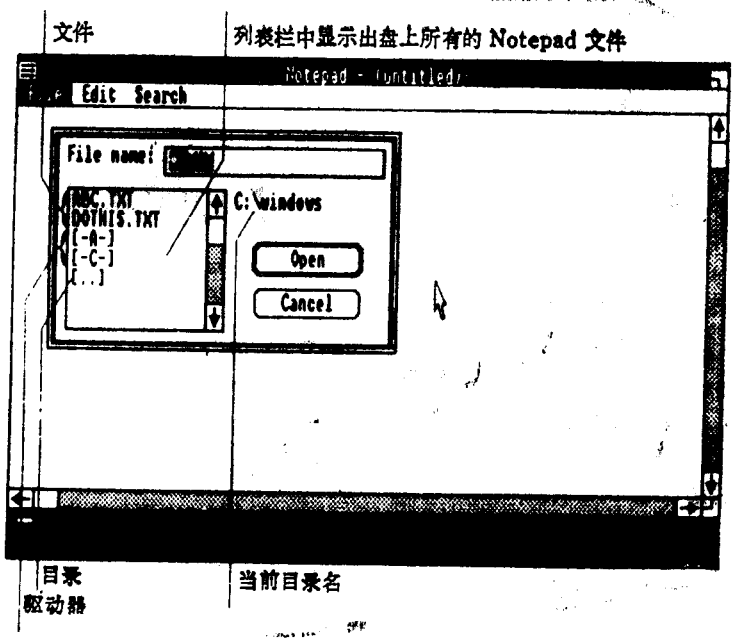 文件
列表栏中显示出盘上所有的 Notepad 文件
Notepad - (untitled)
File Edit Search
File name:
ABC.TXT
DOTHIS.TXT
[-A-]
[-C-]
[..]
C:\windows
Open
Cancel
目录
驱动器
当前目录名